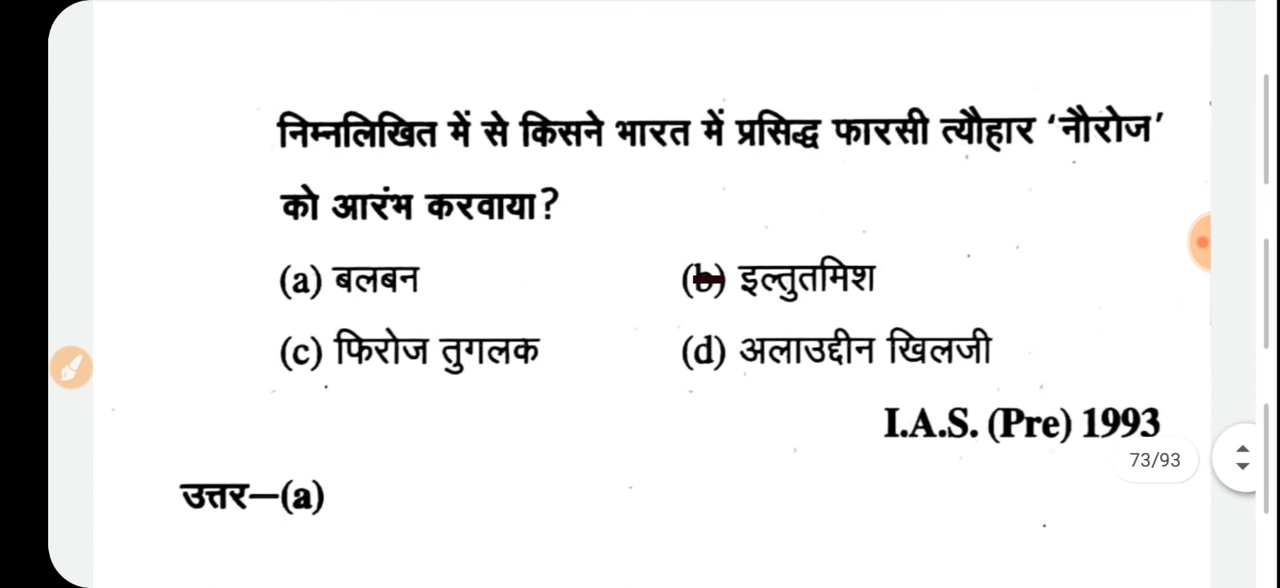 निम्नलिखित में से किसने भारत में प्रसिद्ध फारसी त्यौहार ‘नौरोज’
को आरंभ करवाया?
(a) बलबन (b) इल्तुतमिश
(c) फिरोज तुगलक (d) अलाउद्दीन खिलजी
I.A.S. (Pre) 1993
73/93
उत्तर–(a)